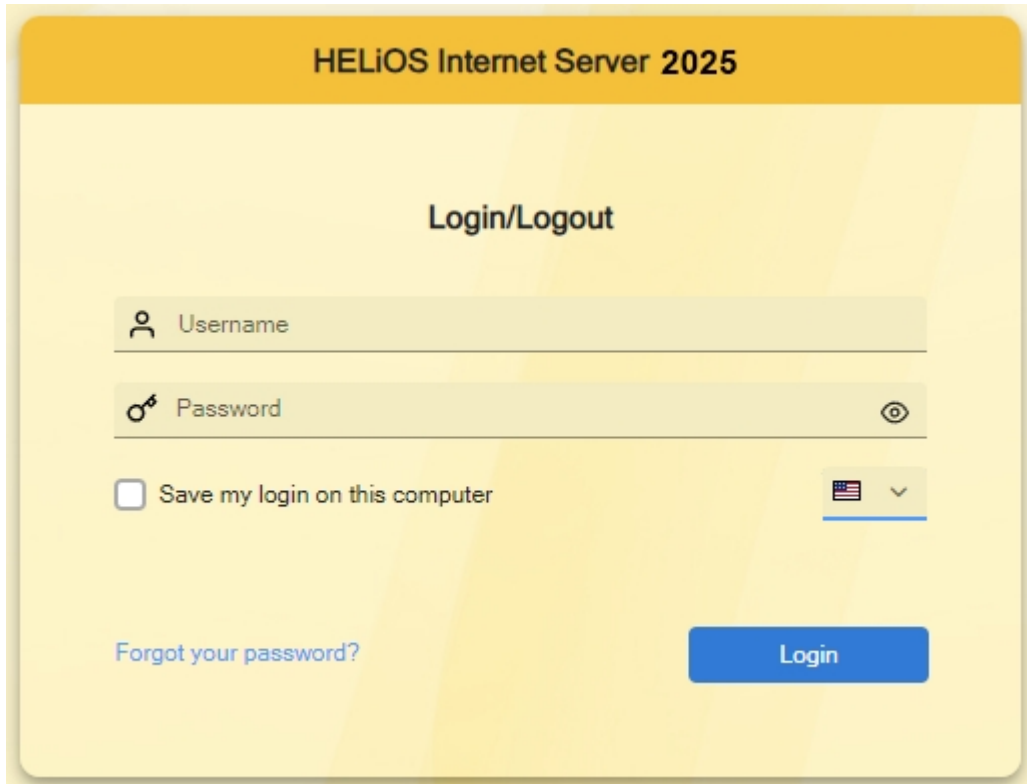 HELiOS Internet Server 2025
Login/Logout
Username
Password
Save my login on this computer
Forgot your password?
Login